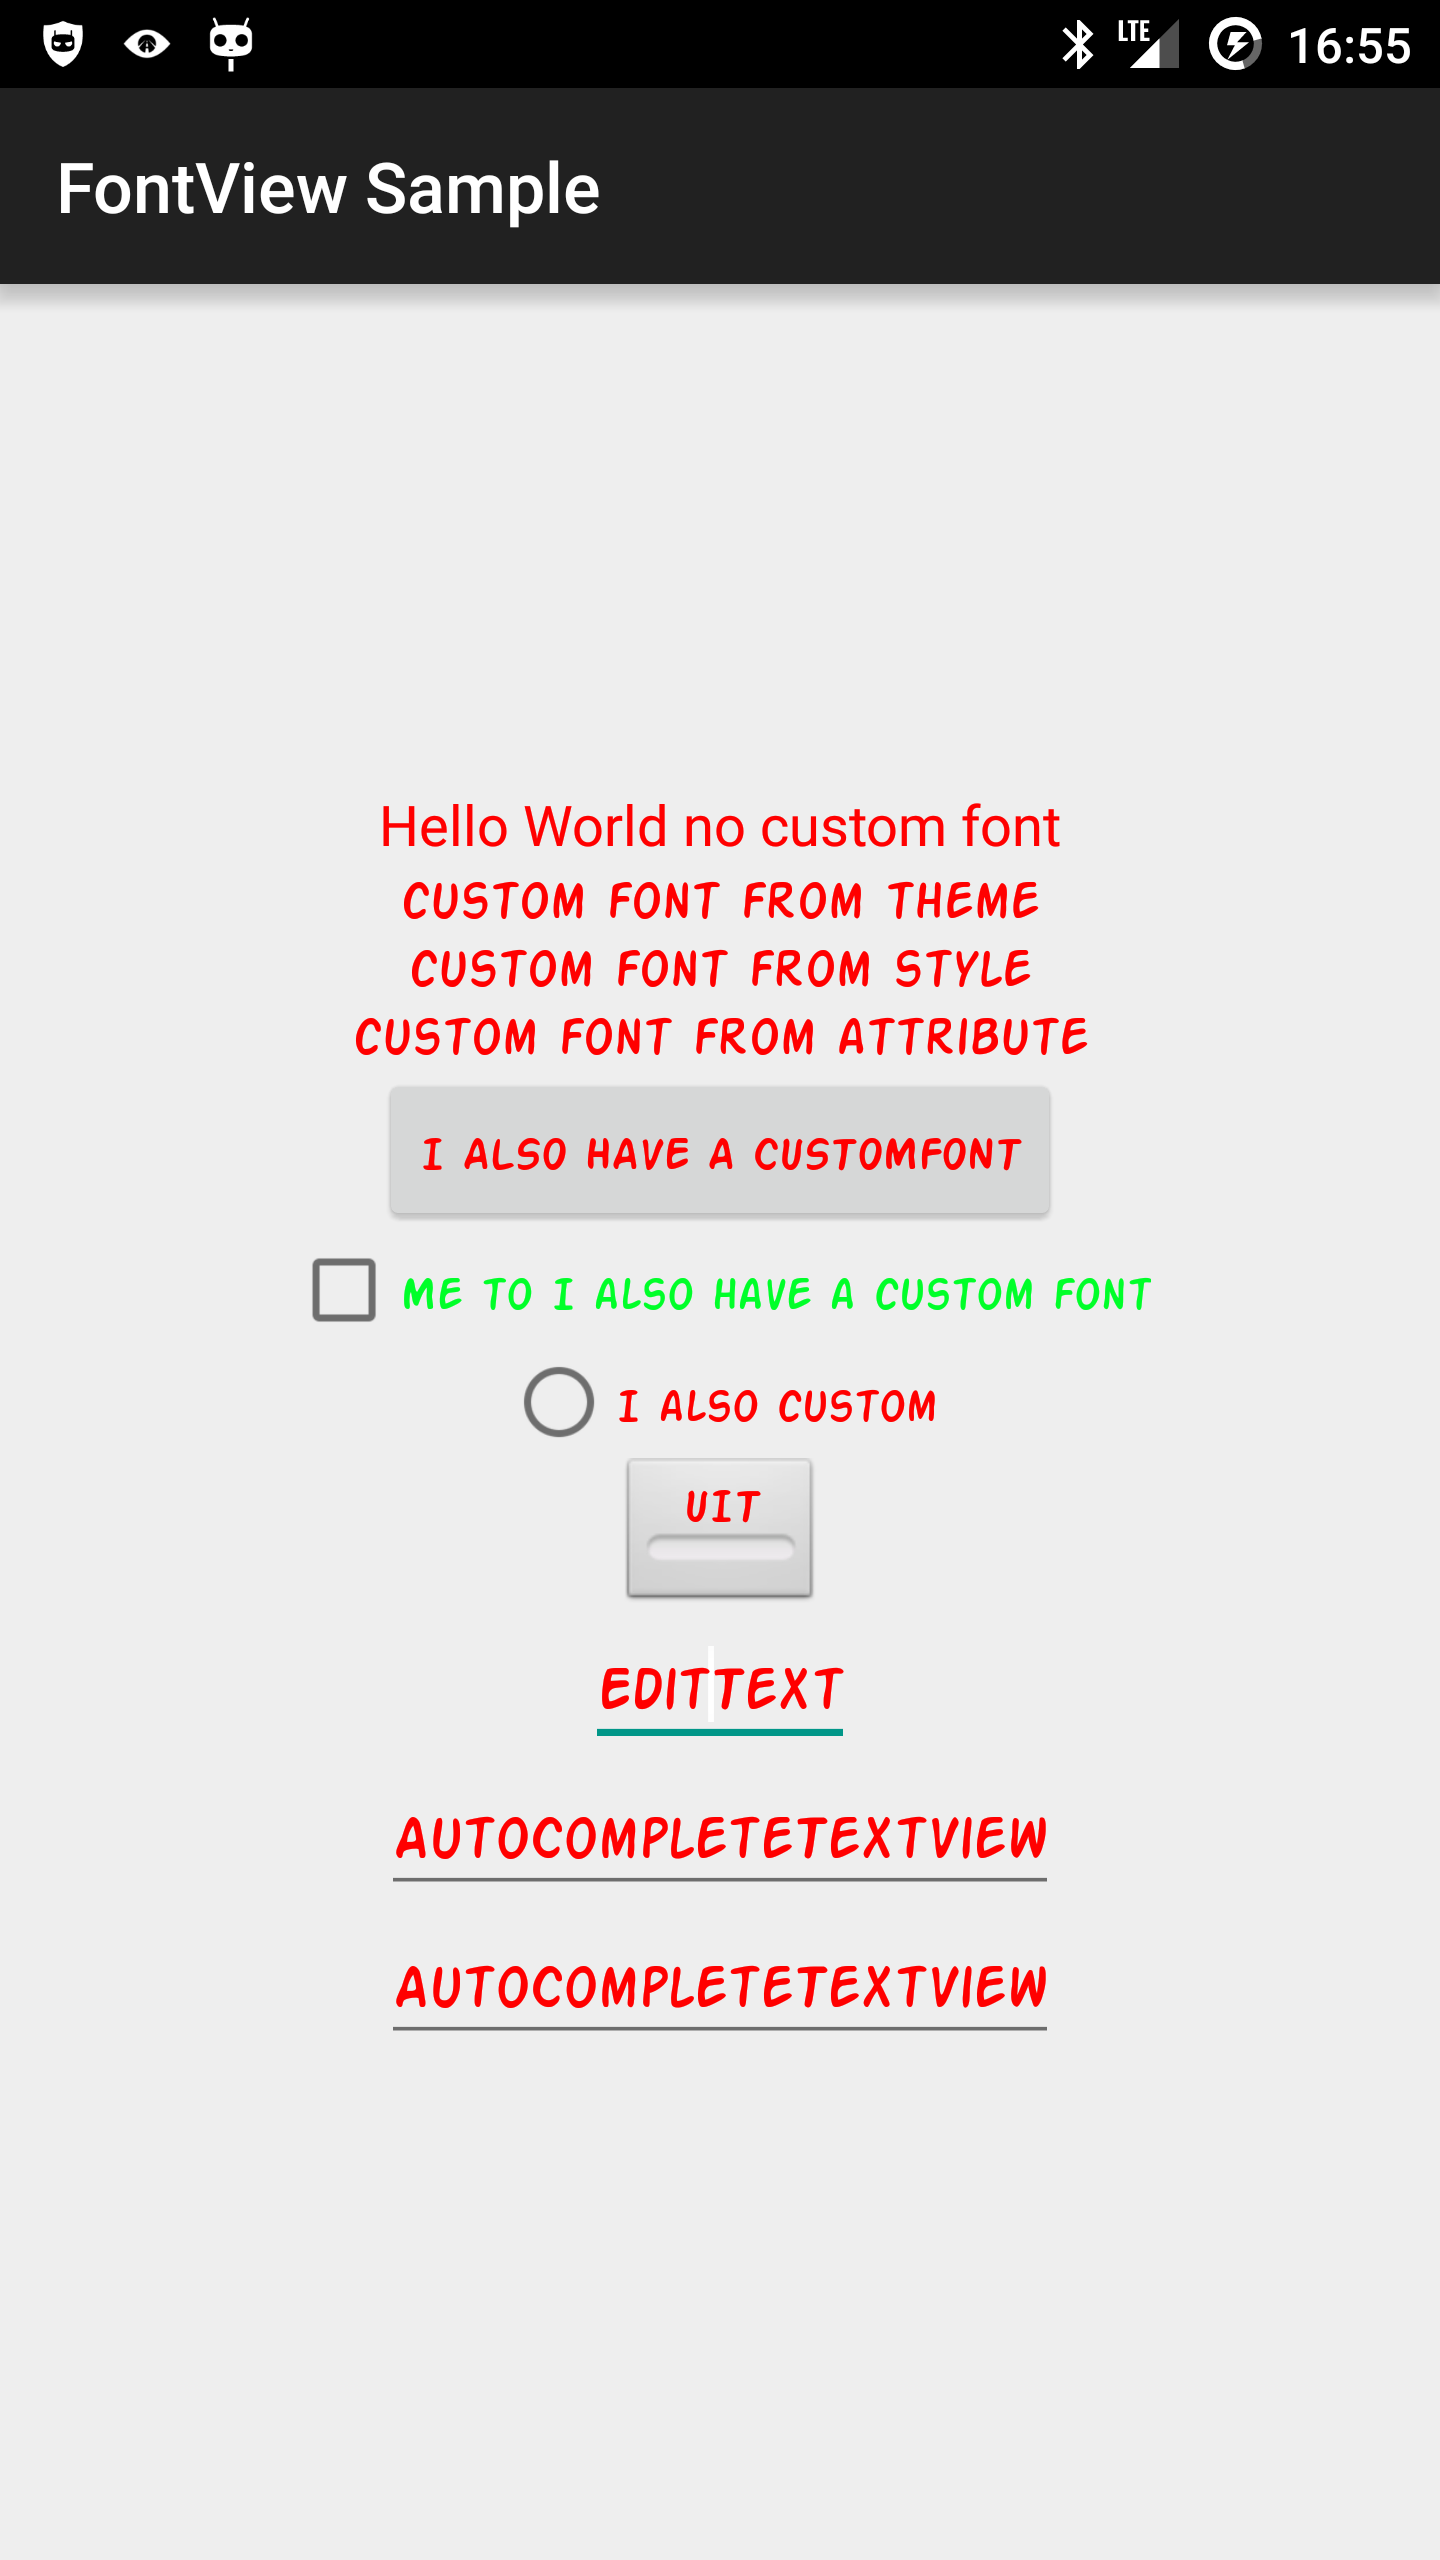 LTE 16:55
FontView Sample
Hello World no custom font
CUSTOM FONT FROM THEME
CUSTOM FONT FROM STYLE
CUSTOM FONT FROM ATTRIBUTE
I ALSO HAVE A CUSTOMFONT
ME TO I ALSO HAVE A CUSTOM FONT
I ALSO CUSTOM
UIT
EDITTEXT
AUTOCOMPLETETEXTVIEW
AUTOCOMPLETETEXTVIEW